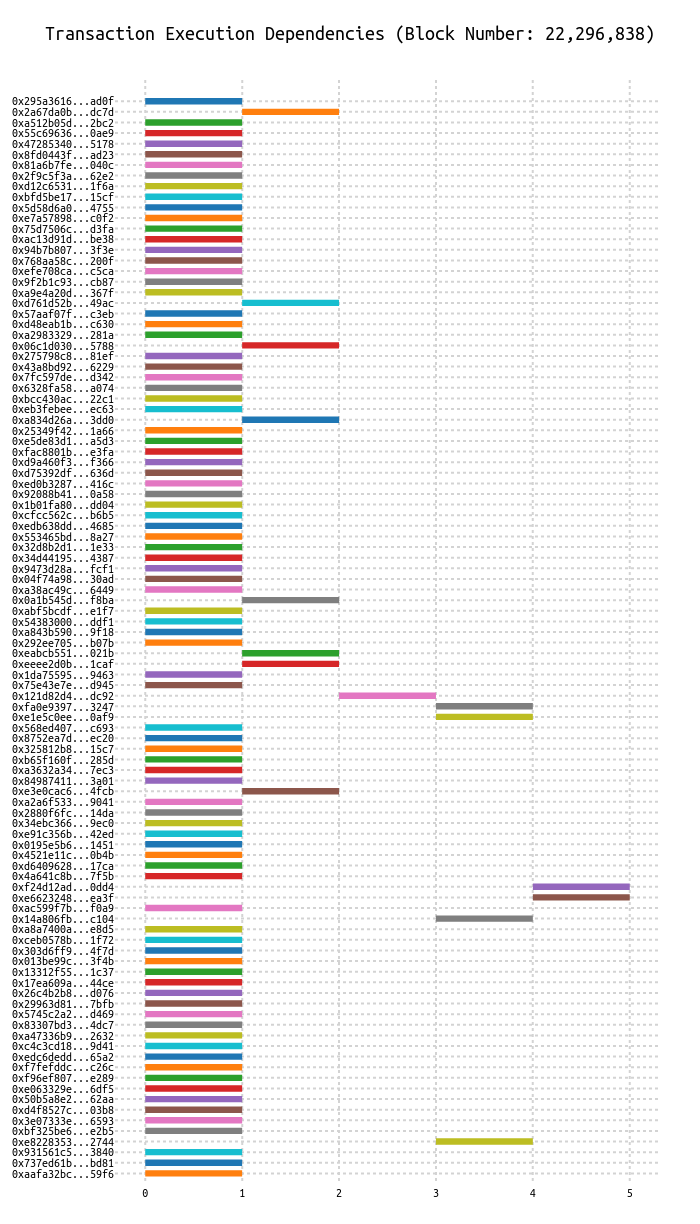 Transaction Execution Dependencies (Block Number: 22,296,838)
0x295a3616...ad0f
0x2a67da0b...dc7d
0xa512b05d...2bc2
0x55c69636...0ae9
0x47285340...5178
0x8fd0443f...ad23
0x81a6b7fe...040c
0x2f9c5f3a...62e2
0xd12c6531...1f6a
0xbfd5be17...15cf
0x5d58d6a0...4755
0xe7a57898...c0f2
0x75d7506c...d3fa
0xac13d91d...be38
0x94b7b807...3f3e
0x768aa58c...200f
0xefe708ca...c5ca
0x9f2b1c93...cb87
0xa9e4a20d...367f
0xd761d52b...49ac
0x57aaf07f...c3eb
0xd48eab1b...c630
0xa2983329...281a
0x06c1d030...5788
0x275798c8...81ef
0x43a8bd92...6229
0x7fc597de...d342
0x6328fa58...a074
0xbcc430ac...22c1
0xeb3febee...ec63
0xa834d26a...3dd0
0x25349f42...1a66
0xe5de83d1...a5d3
0xfac8801b...e3fa
0xd9a460f3...f366
0xd75392df...636d
0xed0b3287...416c
0x92088b41...0a58
0x1b01fa80...dd04
0xcfcc562c...b6b5
0xedb638dd...4685
0x553465bd...8a27
0x32d8b2d1...1e33
0x34d44195...4387
0x9473d28a...fcf1
0x04f74a98...30ad
0xa38ac49c...6449
0x0a1b545d...f8ba
0xabf5bcdf...e1f7
0x54383000...ddf1
0xa843b590...9f18
0x292ee705...b07b
0xeabcb551...021b
0xeeee2d0b...1caf
0x1da75595...9463
0x75e43e7e...d945
0x121d82d4...dc92
0xfa0e9397...3247
0xe1e5c0ee...0af9
0x568ed407...c693
0x8752ea7d...ec20
0x325812b8...15c7
0xb65f160f...285d
0xa3632a34...7ec3
0x84987411...3a01
0xe3e0cac6...4fcb
0xa2a6f533...9041
0x2880f6fc...14da
0x34ebc366...9ec0
0xe91c356b...42ed
0x0195e5b6...1451
0x4521e11c...0b4b
0xd6409628...17ca
0x4a641c8b...7f5b
0xf24d12ad...0dd4
0xe6623248...ea3f
0xac599f7b...f0a9
0x14a806fb...c104
0xa8a7400a...e8d5
0xceb0578b...1f72
0x303d6ff9...4f7d
0x013be99c...3f4b
0x13312f55...1c37
0x17ea609a...44ce
0x26c4b2b8...d076
0x29963d81...7bfb
0x5745c2a2...d469
0x83307bd3...4dc7
0xa47336b9...2632
0xc4c3cd18...9d41
0xedc6dedd...65a2
0xf7fefddc...c26c
0xf96ef807...e289
0xe063329e...6df5
0x50b5a8e2...62aa
0xd4f8527c...03b8
0x3e07333e...6593
0xbf325be6...e2b5
0xe8228353...2744
0x931561c5...3840
0x737ed61b...bd81
0xaafa32bc...59f6
0 1 2 3 4 5